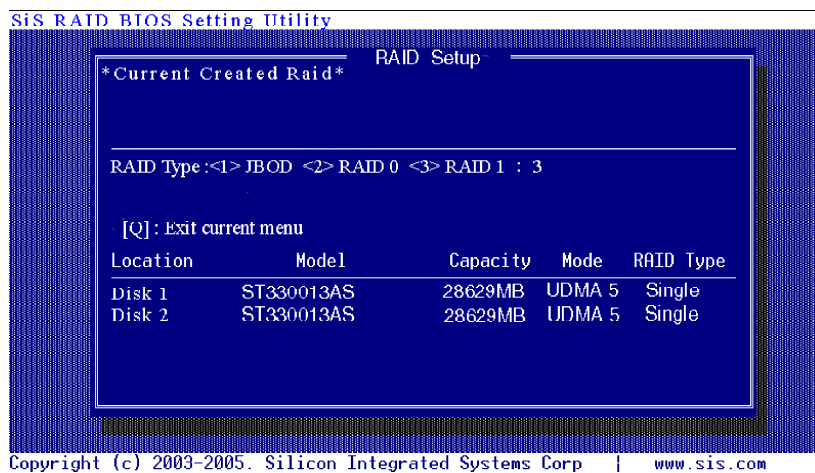 SiS RAID BIOS Setting Utility
RAID Setup
*Current Created Raid*
RAID Type :<1> JBOD <2> RAID 0 <3> RAID 1 : 3
[Q] : Exit current menu
Location Model Capacity Mode RAID Type
Disk 1 ST330013AS 28629MB UDMA 5 Single
Disk 2 ST330013AS 28629MB UDMA 5 Single
Copyright (c) 2003-2005. Silicon Integrated Systems Corp | www.sis.com